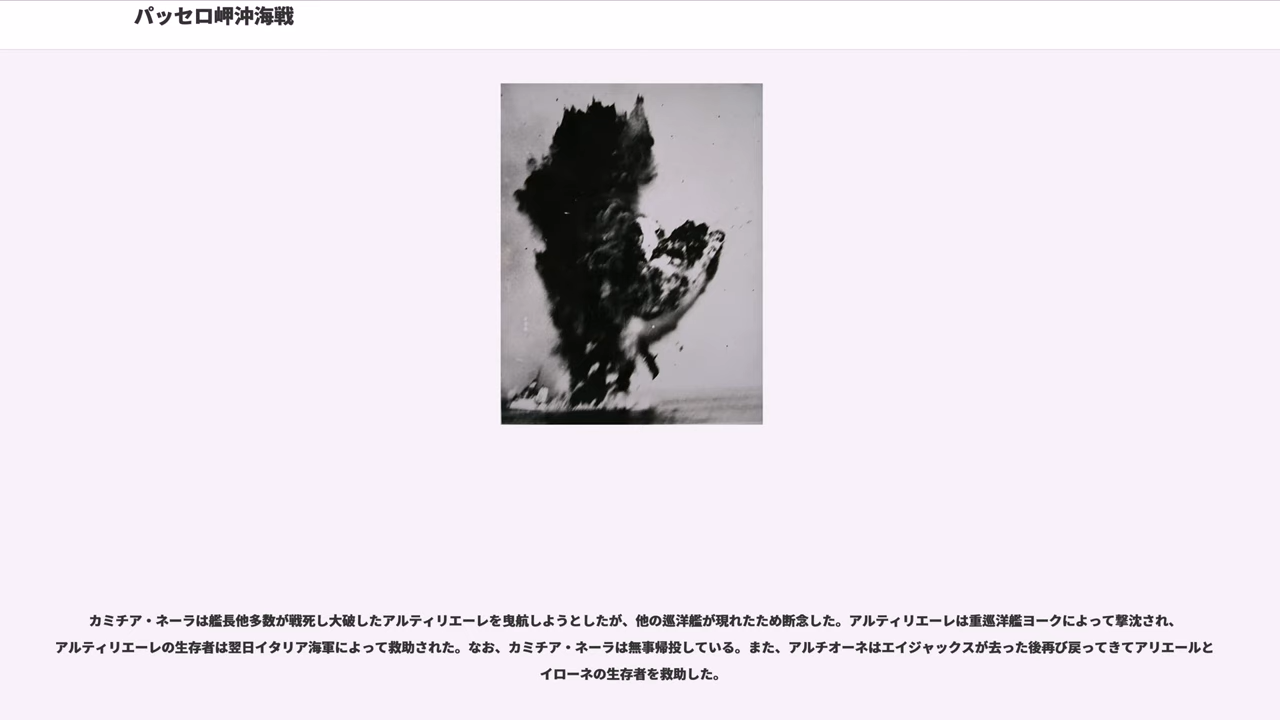 パッセロ岬沖海戦
カミチア・ネーラは艦長他多数が戦死し大破したアルティリエーレを曳航しようとしたが、他の巡洋艦が現れたため断念した。アルティリエーレは重巡洋艦ヨークによって撃沈され、
アルティリエーレの生存者は翌日イタリア海軍によって救助された。なお、カミチア・ネーラは無事帰投している。また、アルチオーネはエイジャックスが去った後再び戻ってきてアリエールと
イローネの生存者を救助した。